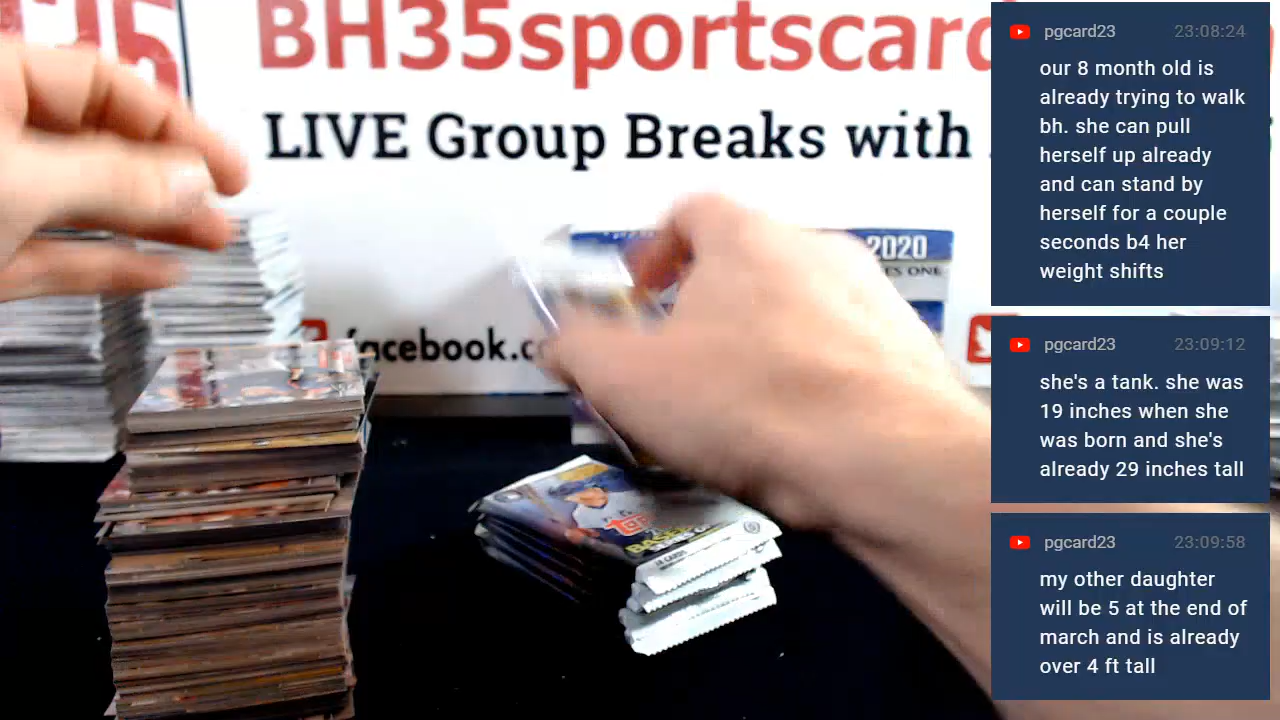 BH35sportscar
LIVE Group Breaks with
2020
facebook.c
BASE
pgcard23 23:08:24
our 8 month old is
already trying to walk
bh. she can pull
herself up already
and can stand by
herself for a couple
seconds b4 her
weight shifts
pgcard23 23:09:12
she's a tank. she was
19 inches when she
was born and she's
already 29 inches tall
pgcard23 23:09:58
my other daughter
will be 5 at the end of
march and is already
over 4 ft tall